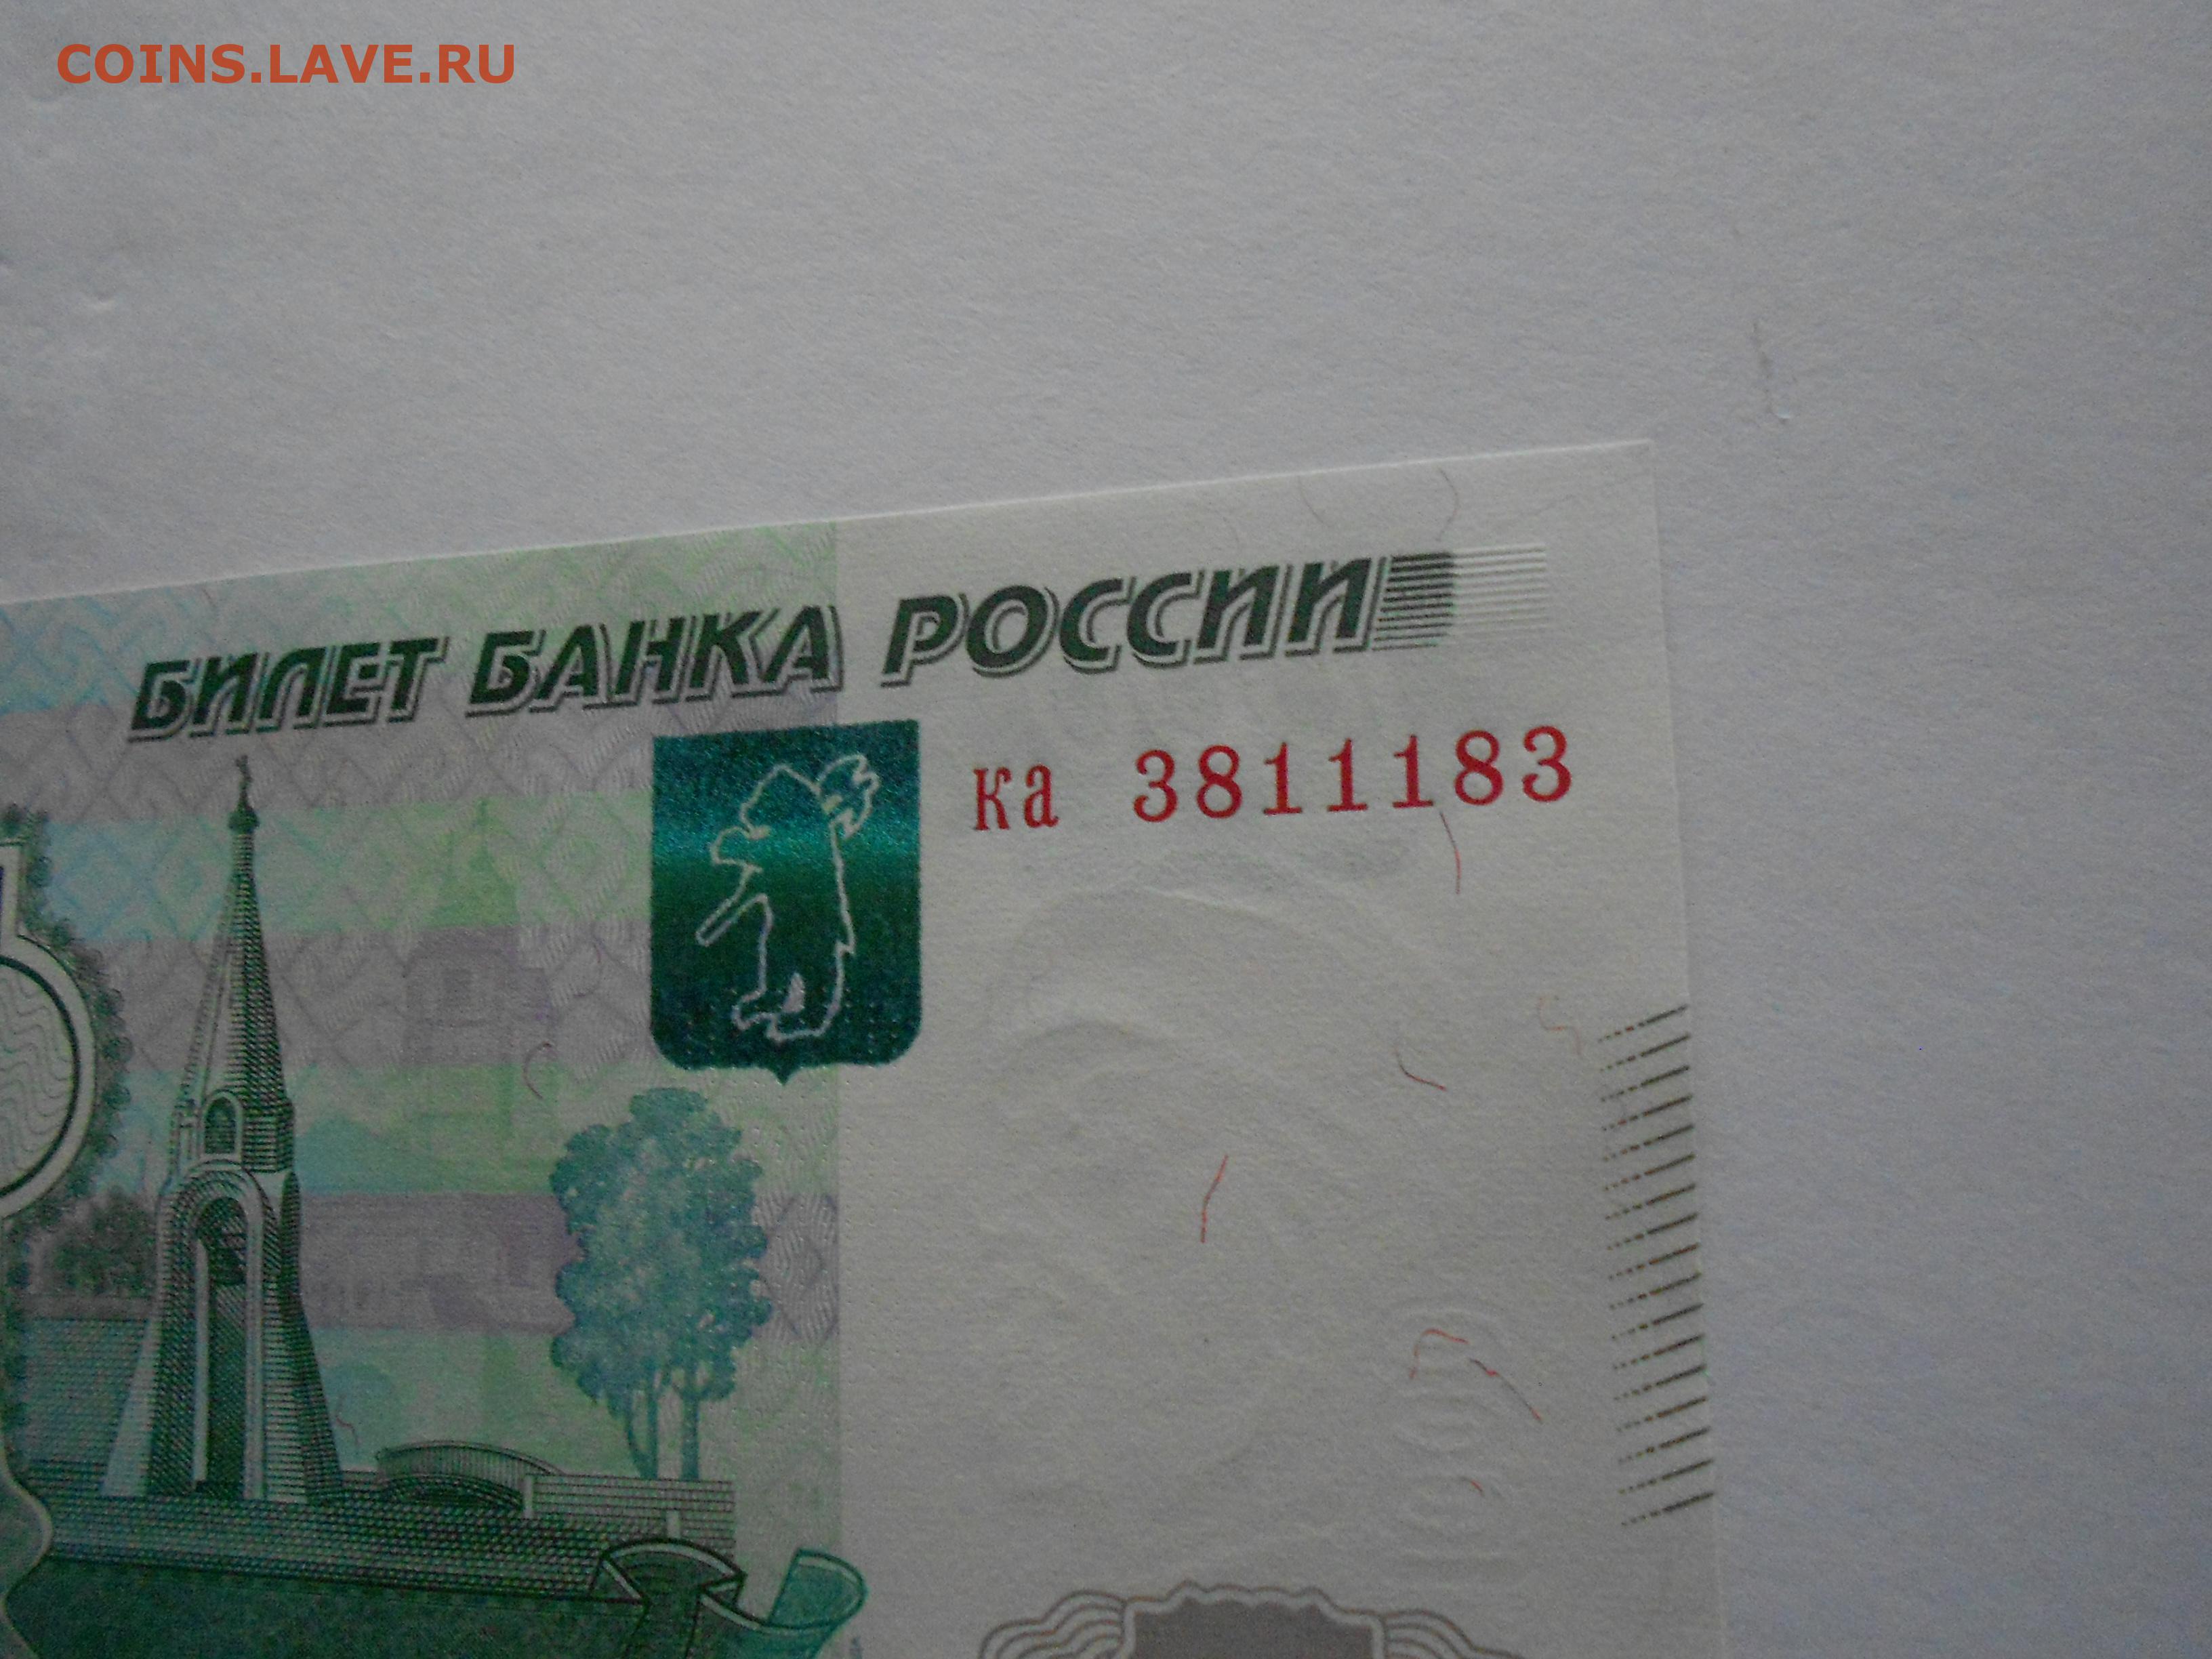 COINS.LAVE.RU
БИЛЕТ БАНКА РОССИИ
ка 3811183